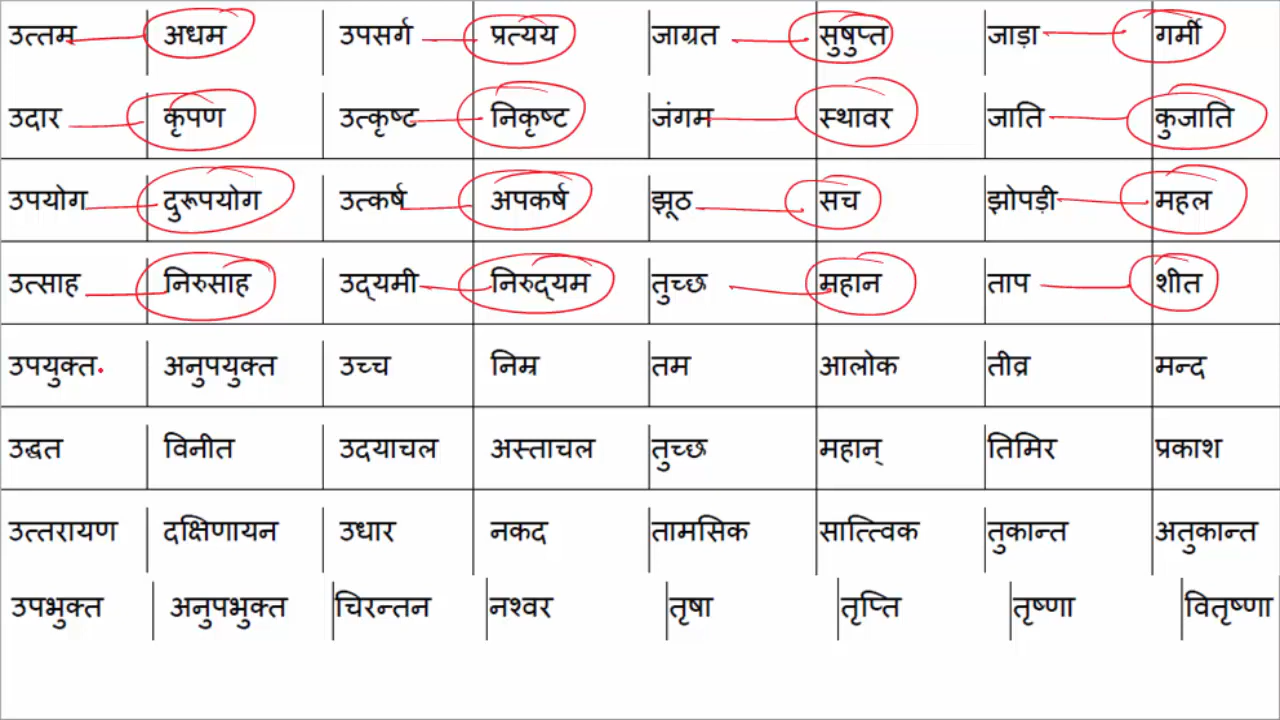 उत्तम अधम उपसर्ग प्रत्यय जाग्रत सुषुप्त जाड़ा गर्मी
उदार कृपण उत्कृष्ट निकृष्ट जंगम स्थावर जाति कुजाति
उपयोग दुरूपयोग उत्कर्ष अपकर्ष झूठ सच झोपड़ी महल
उत्साह निरुसाह उद्यमी निरुद्यम तुच्छ महान ताप शीत
उपयुक्त अनुपयुक्त उच्च निम्र तम आलोक तीव्र मन्द
उद्धत विनीत उदयाचल अस्ताचल तुच्छ महान् तिमिर प्रकाश
उत्तरायण दक्षिणायन उधार नकद तामसिक सात्त्विक तुकान्त अतुकान्त
उपभुक्त अनुपभुक्त चिरन्तन नश्वर तृषा तृप्ति तृष्णा वितृष्णा